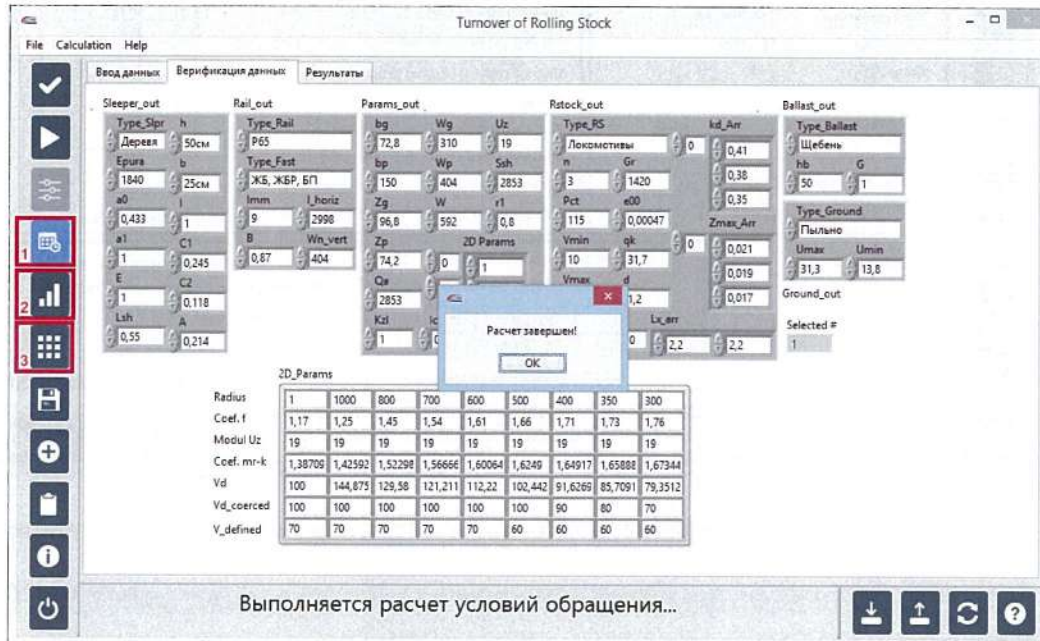 Turnover of Rolling Stock
File Calculation Help
Ввод данных Верификация данных Результаты
Sleeper_out Rail_out Params_out Rstock_out Ballast_out
Type_Slpr h Type_Rail bg Wg Uz Type_RS kd_Arr Type_Ballast
Деревя 50см P65 72,8 310 19 Локомотивы 0 0,41 Щебень
Epura b Type_Fast bp Wp Ssh n Gr hb G
1840 25см ЖБ, ЖБР, БП 150 404 2853 3 1420 0,38 50 1
a0 l Imm I_horiz Zg W r1 Pct e00 0,35 Type_Ground
0,433 1 9 2998 96,8 592 0,8 115 0,00047 Zmax_Arr Пыльно
a1 C1 B Wn_vert Zp 2D Params Vmin qk Umax Umin
1 0,245 0,87 404 74,2 0 1 10 31,7 0 0,021 31,3 13,8
E C2 Qa Vmax d 0,019 Ground_out
1 0,118 2853 1,2 0,017
Lsh A Kzl Lx_arr Selected #
0,55 0,214 1 0 2,2 2,2 1
Расчет завершен!
OK
1
2
3
2D_Params
Radius 1 1000 800 700 600 500 400 350 300
Coef. f 1,17 1,25 1,45 1,54 1,61 1,66 1,71 1,73 1,76
Modul Uz 19 19 19 19 19 19 19 19 19
Coef. mr-k 1,38709 1,42592 1,52298 1,56666 1,60064 1,6249 1,64917 1,65888 1,67344
Vd 100 144,875 129,58 121,211 112,22 102,442 91,6269 85,7091 79,3512
Vd_coerced 100 100 100 100 100 100 90 80 70
V_defined 70 70 70 70 60 60 60 60 60
Выполняется расчет условий обращения...